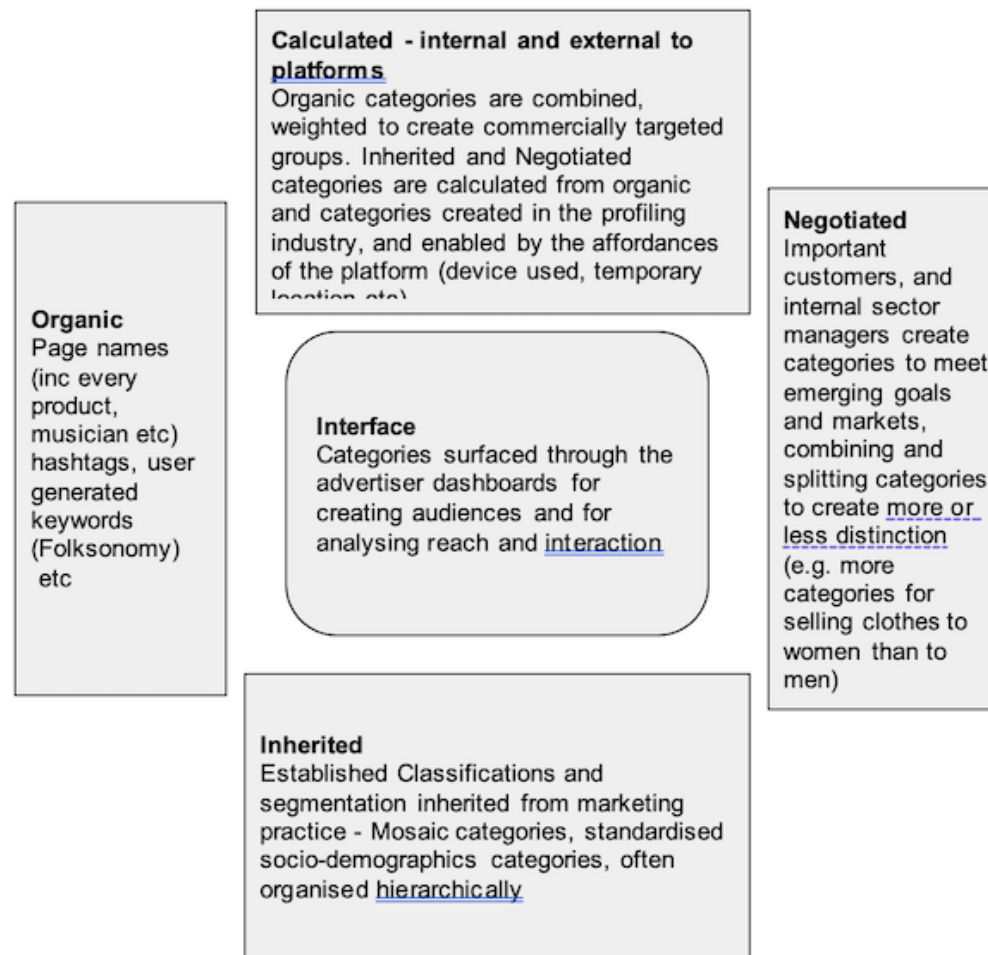 Calculated - internal and external to
platforms
Organic categories are combined,
weighted to create commercially targeted
groups. Inherited and Negotiated
categories are calculated from organic
and categories created in the profiling
industry, and enabled by the affordances
of the platform (device used, temporary
location etc)
Organic
Page names
(inc every
product,
musician etc)
hashtags, user
generated
keywords
(Folksonomy)
etc
Interface
Categories surfaced through the
advertiser dashboards for
creating audiences and for
analysing reach and interaction
Negotiated
Important
customers, and
internal sector
managers create
categories to meet
emerging goals
and markets,
combining and
splitting categories
to create more or
less distinction
(e.g. more
categories for
selling clothes to
women than to
men)
Inherited
Established Classifications and
segmentation inherited from marketing
practice - Mosaic categories, standardised
socio-demographics categories, often
organised hierarchically